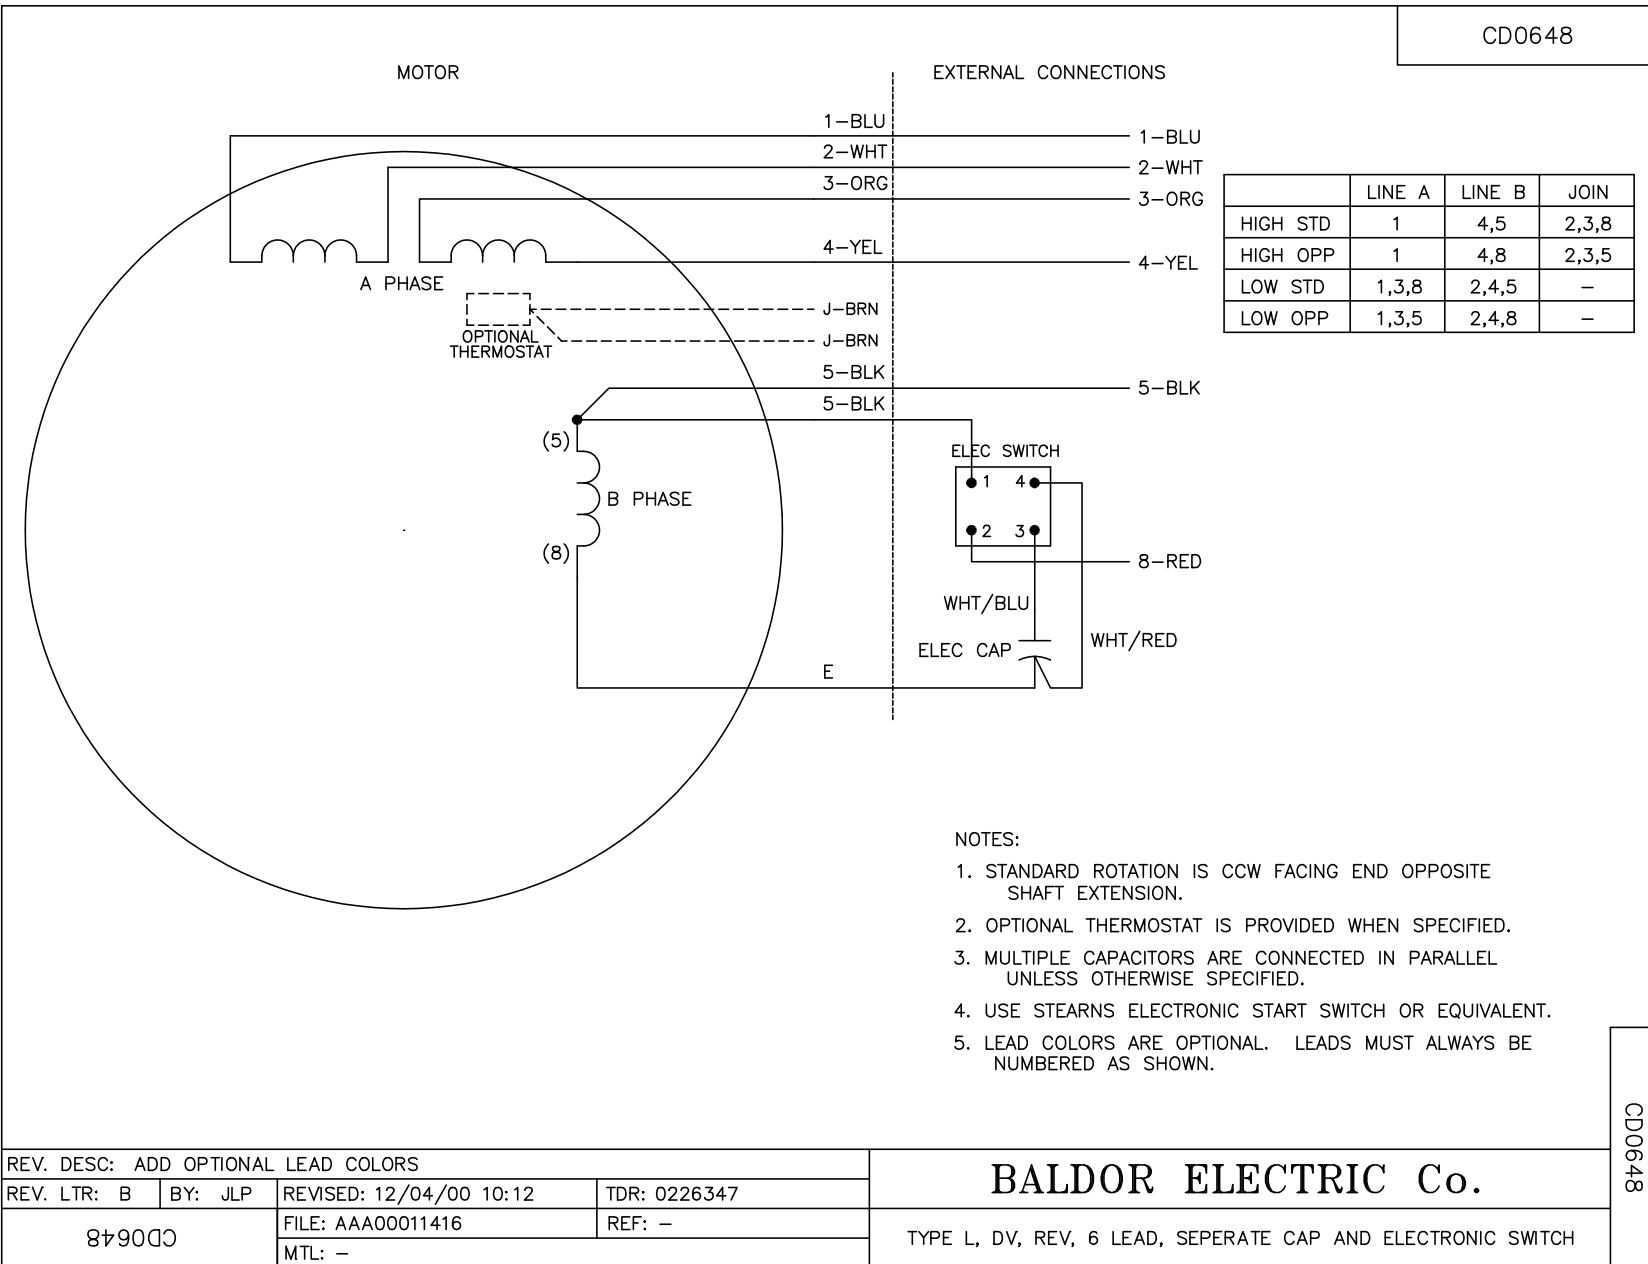 CD0648
MOTOR
EXTERNAL CONNECTIONS
1-BLU
1-BLU
2-WHT
2-WHT
3-ORG
3-ORG
4-YEL
4-YEL
A PHASE
LINE A LINE B JOIN
HIGH STD 1 4,5 2,3,8
HIGH OPP 1 4,8 2,3,5
LOW STD 1,3,8 2,4,5 -
LOW OPP 1,3,5 2,4,8 -
J-BRN
OPTIONAL
THERMOSTAT
J-BRN
5-BLK
5-BLK
5-BLK
(5)
ELEC SWITCH
1 4
B PHASE
2 3
(8)
8-RED
WHT/BLU
WHT/RED
ELEC CAP
E
NOTES:
1. STANDARD ROTATION IS CCW FACING END OPPOSITE
SHAFT EXTENSION.
2. OPTIONAL THERMOSTAT IS PROVIDED WHEN SPECIFIED.
3. MULTIPLE CAPACITORS ARE CONNECTED IN PARALLEL
UNLESS OTHERWISE SPECIFIED.
4. USE STEARNS ELECTRONIC START SWITCH OR EQUIVALENT.
5. LEAD COLORS ARE OPTIONAL. LEADS MUST ALWAYS BE
NUMBERED AS SHOWN.
CD0648
REV. DESC: ADD OPTIONAL LEAD COLORS
REV. LTR: B BY: JLP REVISED: 12/04/00 10:12 TDR: 0226347
CD0648
FILE: AAA00011416 REF: -
MTL: -
BALDOR ELECTRIC Co.
TYPE L, DV, REV, 6 LEAD, SEPERATE CAP AND ELECTRONIC SWITCH